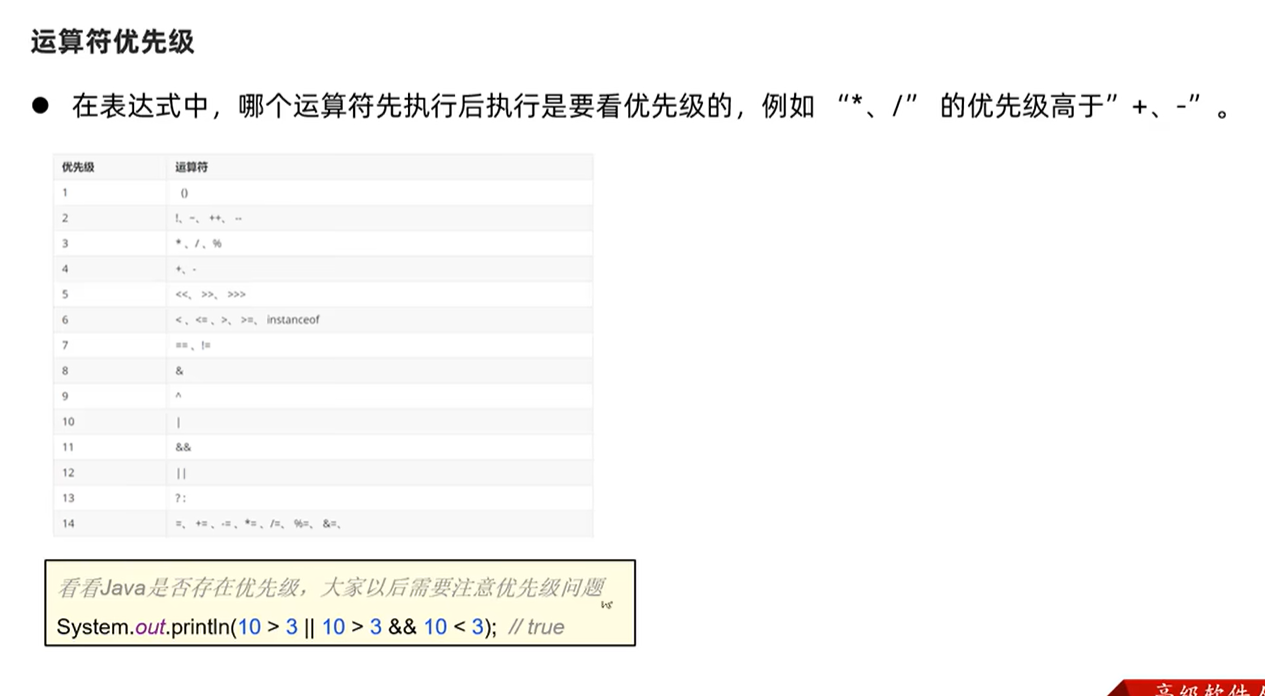 运算符优先级
● 在表达式中，哪个运算符先执行后执行是要看优先级的，例如 “*、/” 的优先级高于”+、-” 。
优先级 运算符
1 ()
2 !、~、 ++、 --
3 * 、/ 、%
4 +、-
5 <<、 >>、 >>>
6 < 、<= 、>、 >=、 instanceof
7 == 、!=
8 &
9 ^
10 |
11 &&
12 ||
13 ? :
14 =、 += 、-= 、*= 、/=、 %=、 &=、
看看Java是否存在优先级，大家以后需要注意优先级问题
System.out.println(10 > 3 || 10 > 3 && 10 < 3); // true
高级软件